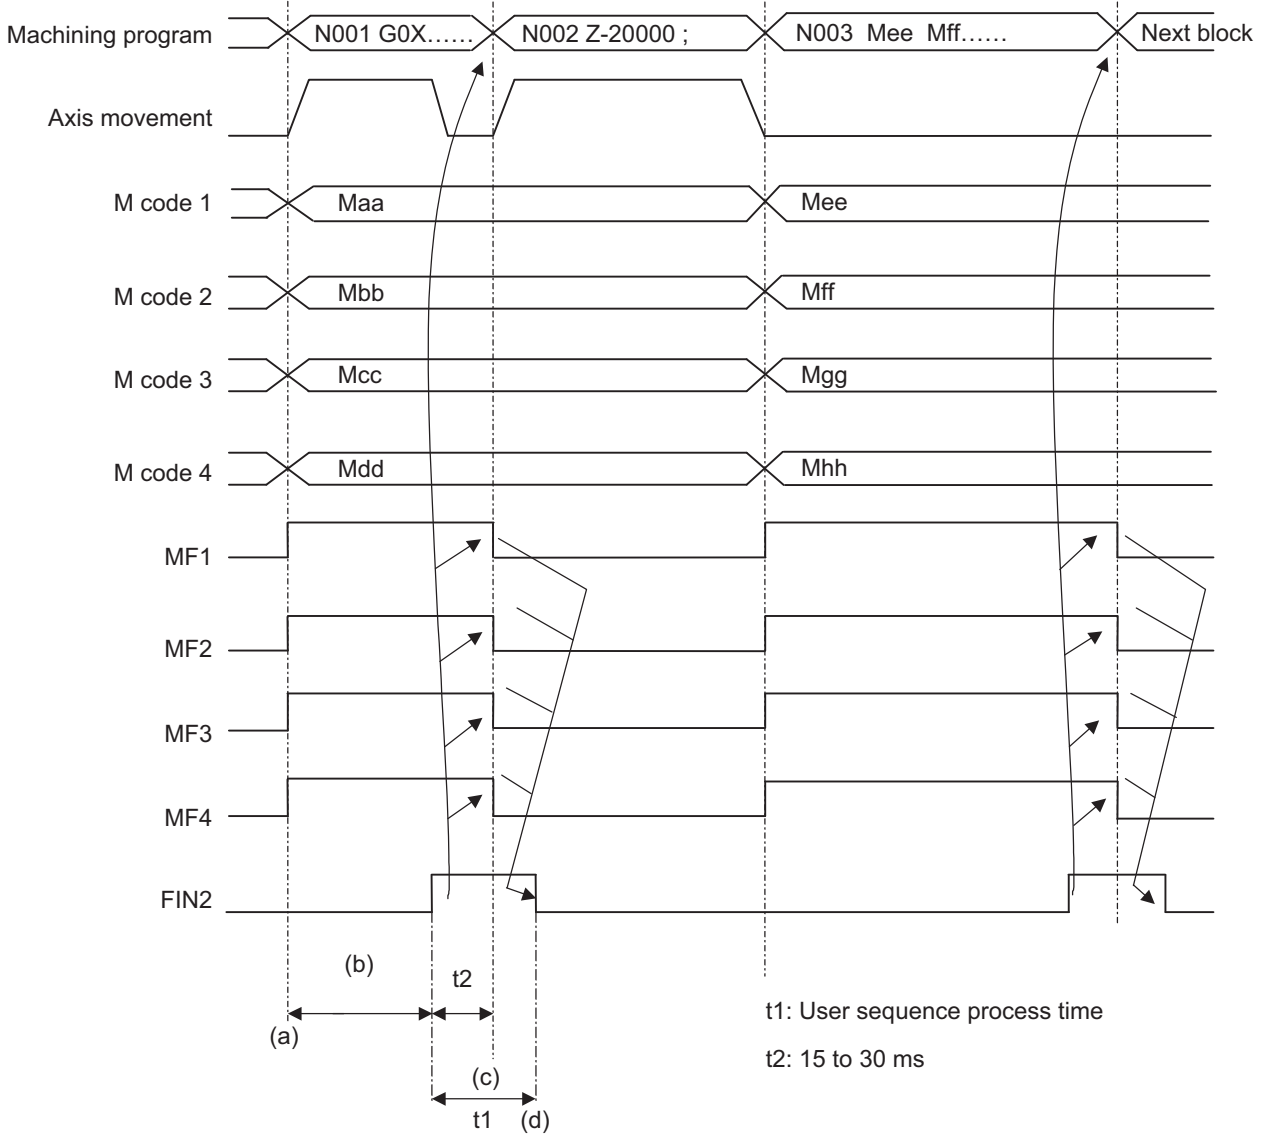 Machining program
N001 G0X……
N002 Z-20000 ;
N003 Mee Mff……
Next block
Axis movement
M code 1
Maa
Mee
M code 2
Mbb
Mff
M code 3
Mcc
Mgg
M code 4
Mdd
Mhh
MF1
MF2
MF3
MF4
FIN2
(b)
t2
(a)
t1: User sequence process time
t2: 15 to 30 ms
(c)
t1
(d)